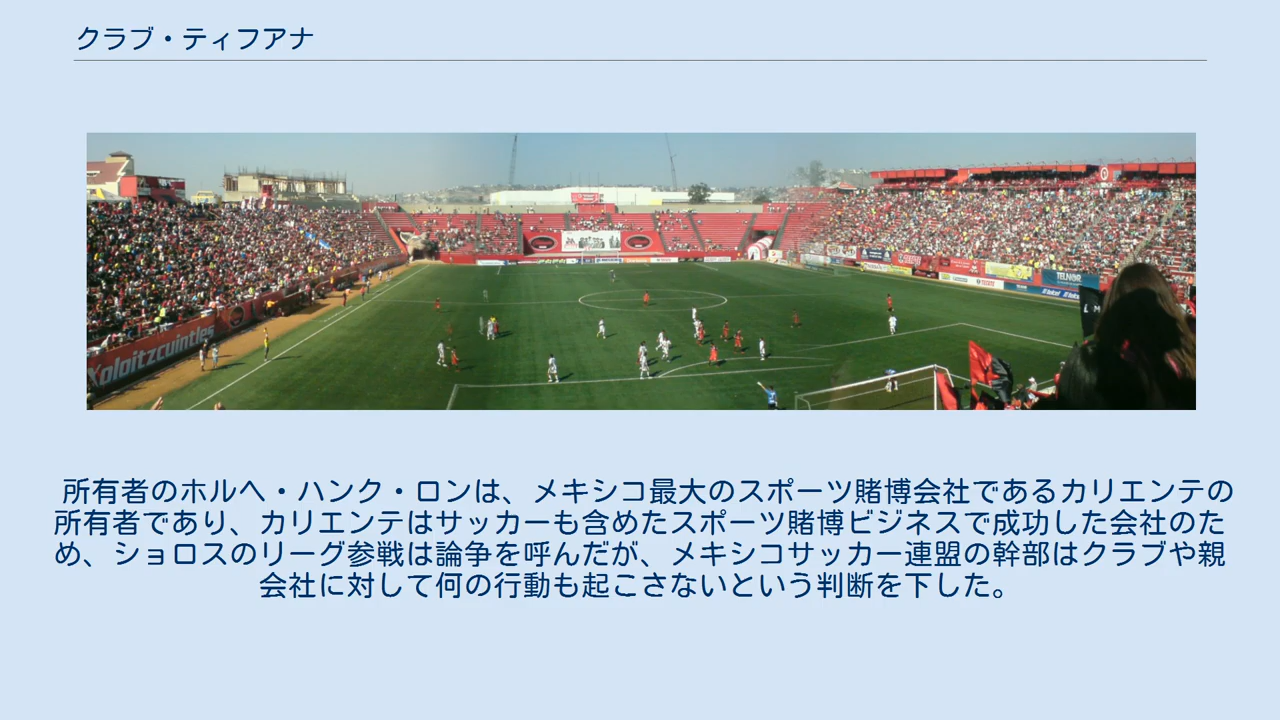 クラブ・ティフアナ
TELNOR
Xoloitzcuintles
所有者のホルヘ・ハンク・ロンは、メキシコ最大のスポーツ賭博会社であるカリエンテの
所有者であり、カリエンテはサッカーも含めたスポーツ賭博ビジネスで成功した会社のた
め、ショロスのリーグ参戦は論争を呼んだが、メキシコサッカー連盟の幹部はクラブや親
会社に対して何の行動も起こさないという判断を下した。